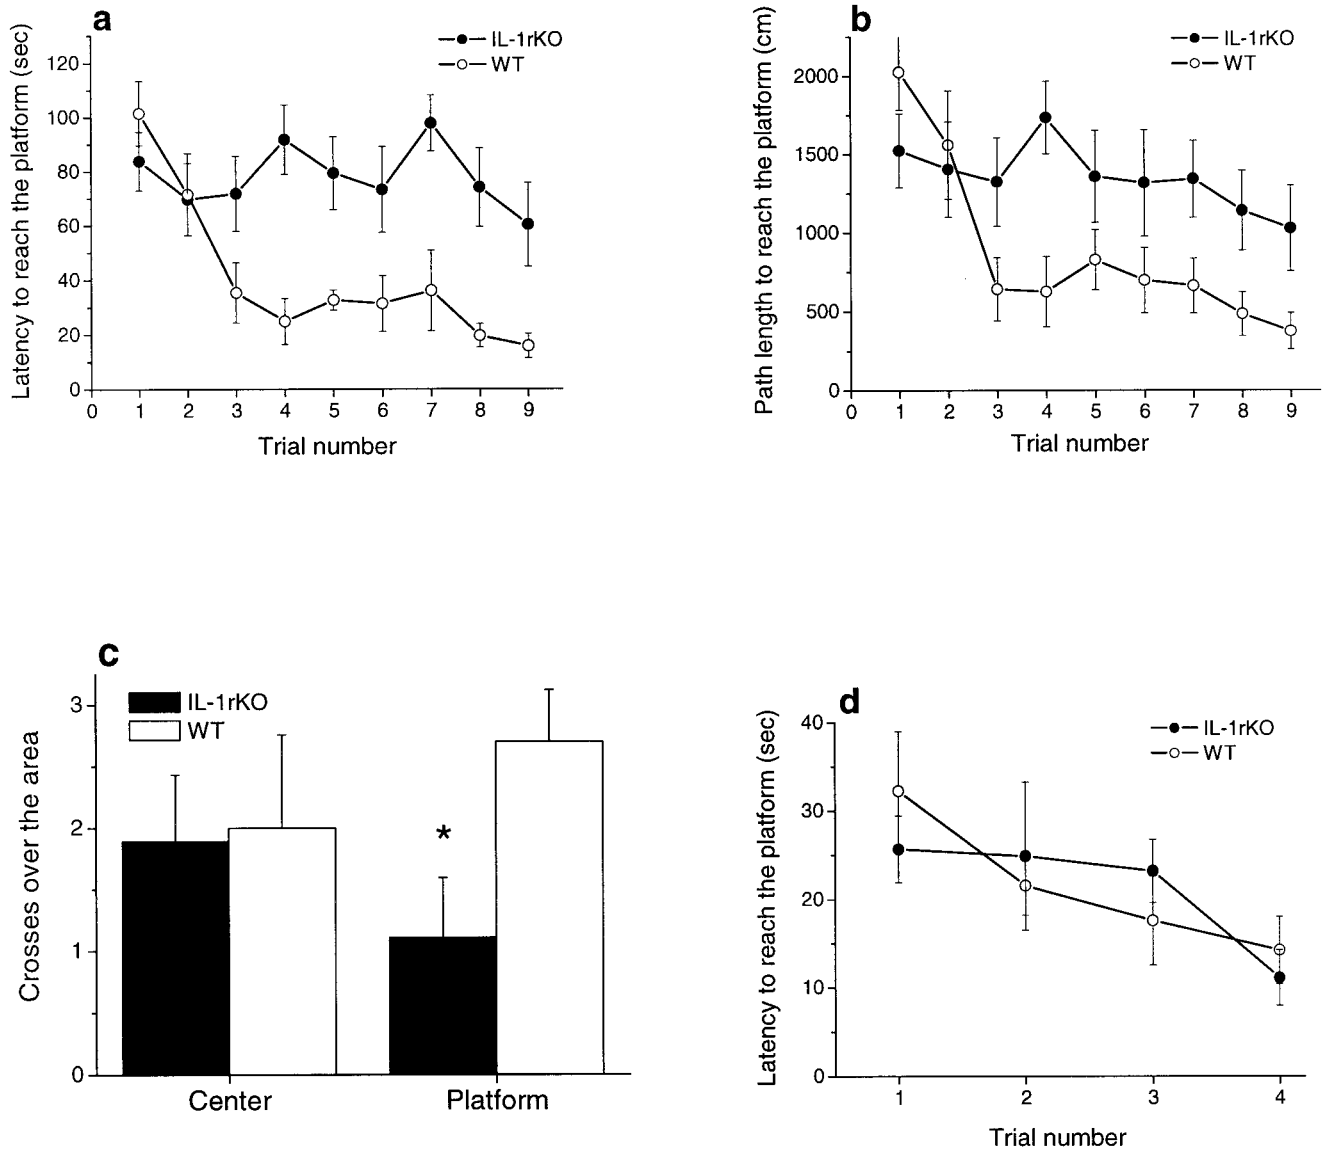 a
Latency to reach the platform (sec)
IL-1rKO
WT
120
100
80
60
40
20
0
0 1 2 3 4 5 6 7 8 9
Trial number
b
Path length to reach the platform (cm)
IL-1rKO
WT
2000
1500
1000
500
0
0 1 2 3 4 5 6 7 8 9
Trial number
c
Crosses over the area
IL-1rKO
WT
3
2
1
0
*
Center Platform
d
Latency to reach the platform (sec)
IL-1rKO
WT
40
30
20
10
0
1 2 3 4
Trial number